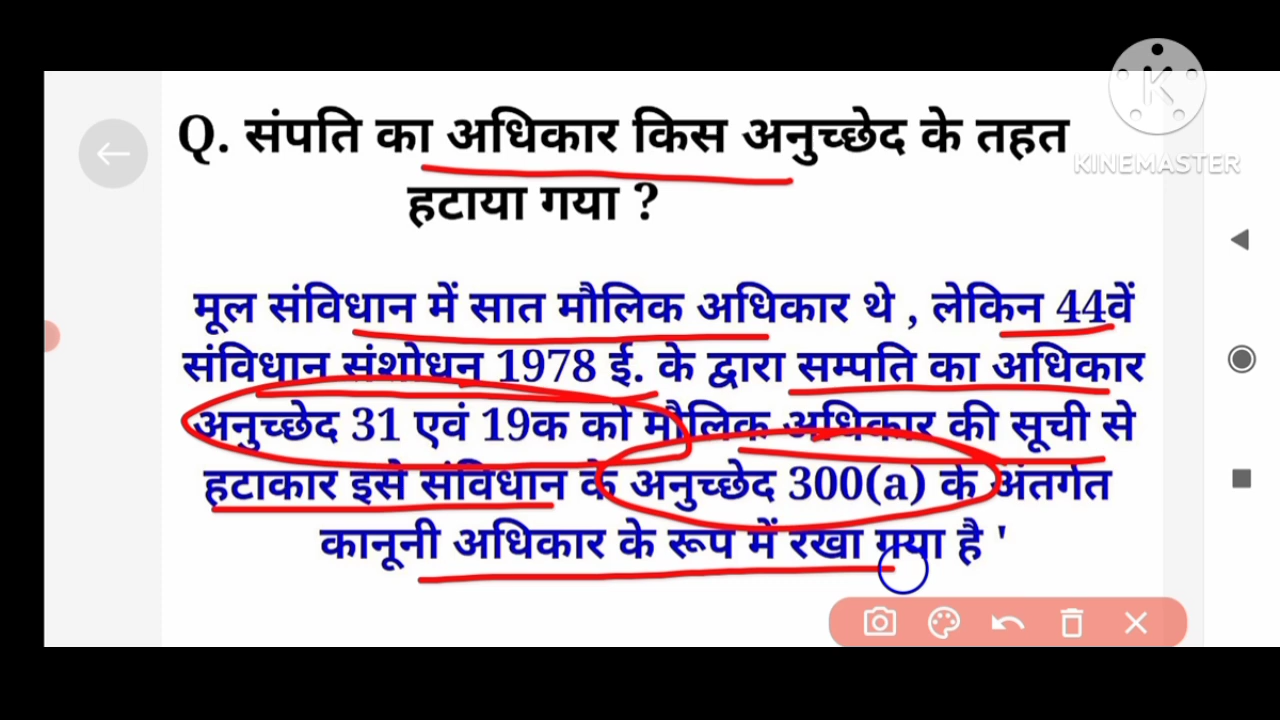 Q. संपति का अधिकार किस अनुच्छेद के तहत
हटाया गया ?
KINEMASTER
मूल संविधान में सात मौलिक अधिकार थे , लेकिन 44वें
संविधान संशोधन 1978 ई. के द्वारा सम्पति का अधिकार
अनुच्छेद 31 एवं 19क को मौलिक अधिकार की सूची से
हटाकार इसे संविधान के अनुच्छेद 300(a) के अंतर्गत
कानूनी अधिकार के रूप में रखा गया है '